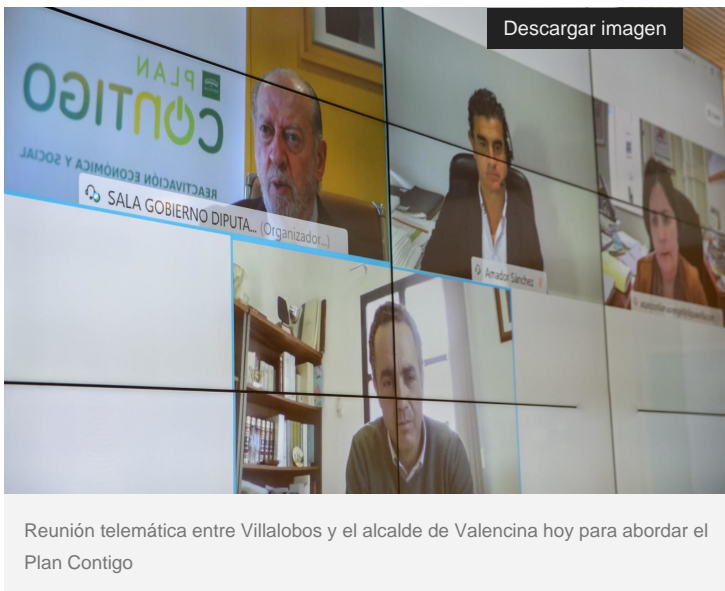 Descargar imagen
PLAN
CONTIGO
REACTIVACIÓN ECONÓMICA Y SOCIAL
SALA GOBIERNO DIPUTA... (Organizador...)
Amador Sánchez
Reunión telemática entre Villalobos y el alcalde de Valencina hoy para abordar el
Plan Contigo